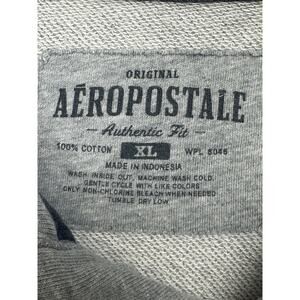 ORIGINAL
AÉROPOSTALE
Authentic Fit
100% COTTON XL WPL 8046
MADE IN INDONESIA
WASH INSIDE OUT, MACHINE WASH COLD
GENTLE CYCLE WITH LIKE COLORS
ONLY NON-CHLORINE BLEACH WHEN NEEDED
TUMBLE DRY LOW